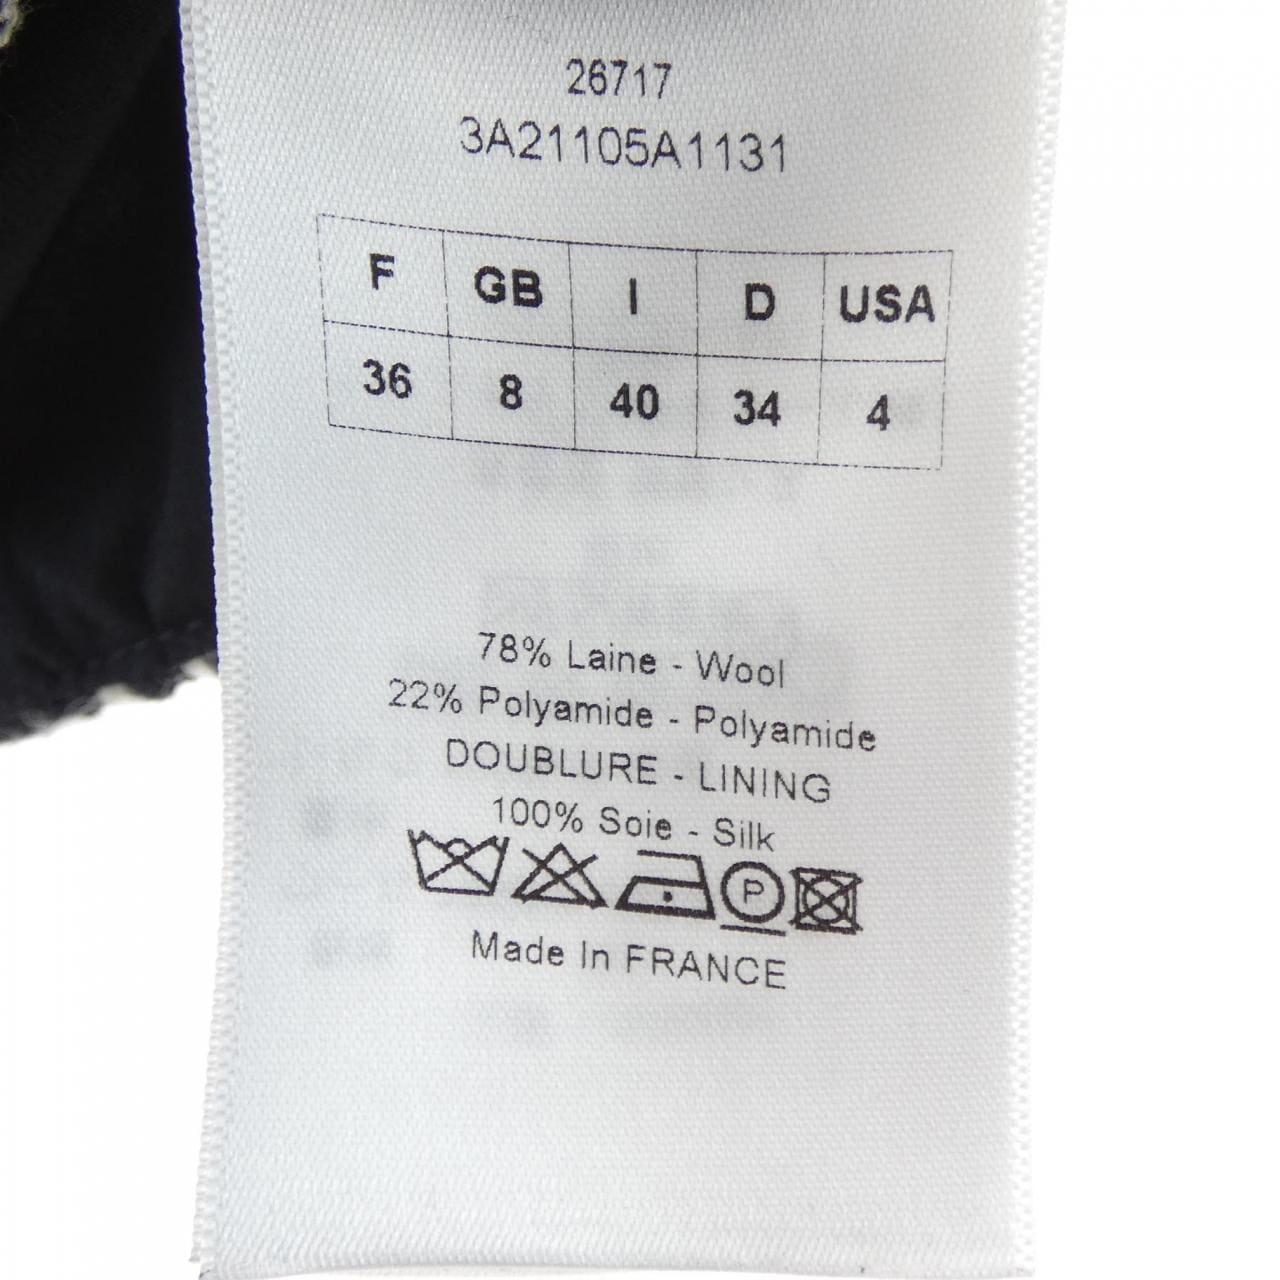 26717
3A21105A1131
F GB I D USA
36 8 40 34 4
78% Laine - Wool
22% Polyamide - Polyamide
DOUBLURE - LINING
100% Soie - Silk
P
Made In FRANCE